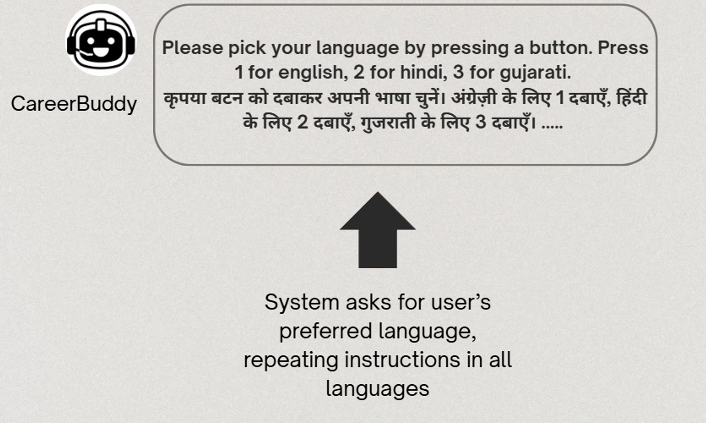 Please pick your language by pressing a button. Press
1 for english, 2 for hindi, 3 for gujarati.
कृपया बटन को दबाकर अपनी भाषा चुनें। अंग्रेज़ी के लिए 1 दबाएँ, हिंदी
के लिए 2 दबाएँ, गुजराती के लिए 3 दबाएँ। .....
CareerBuddy
System asks for user’s
preferred language,
repeating instructions in all
languages